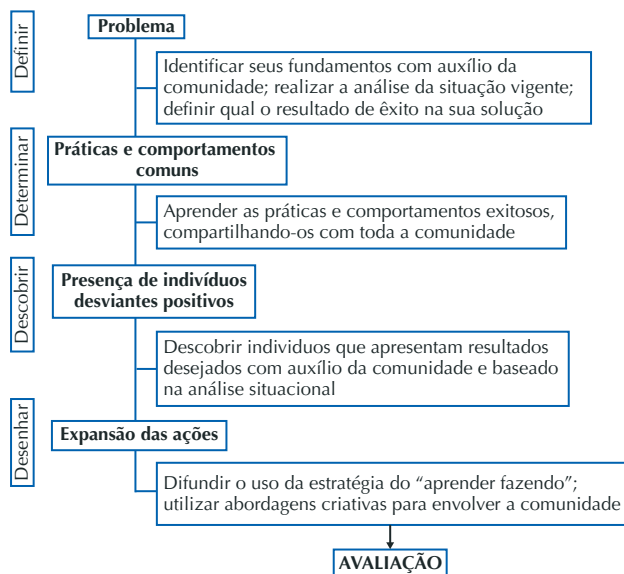 Definir
Problema
Identificar seus fundamentos com auxílio da
comunidade; realizar a análise da situação vigente;
definir qual o resultado de êxito na sua solução
Determinar
Práticas e comportamentos
comuns
Aprender as práticas e comportamentos exitosos,
compartilhando-os com toda a comunidade
Descobrir
Presença de indivíduos
desviantes positivos
Descobrir individuos que apresentam resultados
desejados com auxílio da comunidade e baseado
na análise situacional
Desenhar
Expansão das ações
Difundir o uso da estratégia do “aprender fazendo”;
utilizar abordagens criativas para envolver a comunidade
AVALIAÇÃO